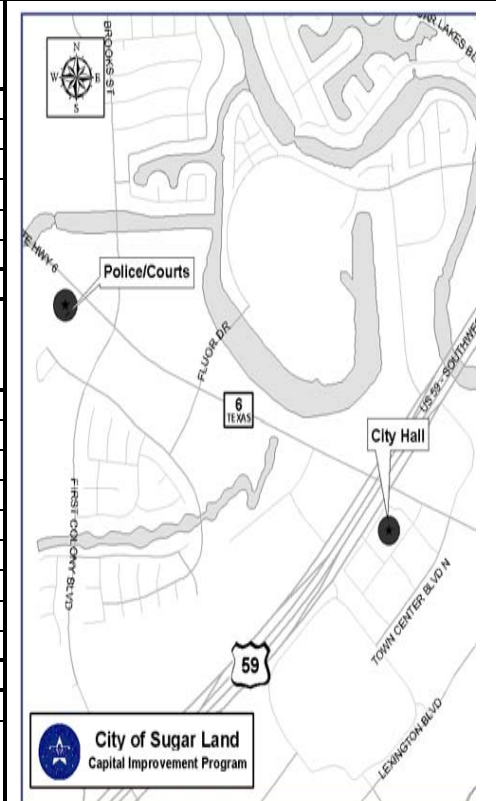 BROOKS ST
N
W E
S
AR LAKES BL
TE HWY 6
Police/Courts
FLUOR DR
6
TEXAS
US 59 - SOUTHWE
City Hall
FIRST COLONY BLVD
TOWN CENTER BLVD N
59
LEXINGTON BLVD
City of Sugar Land
Capital Improvement Program